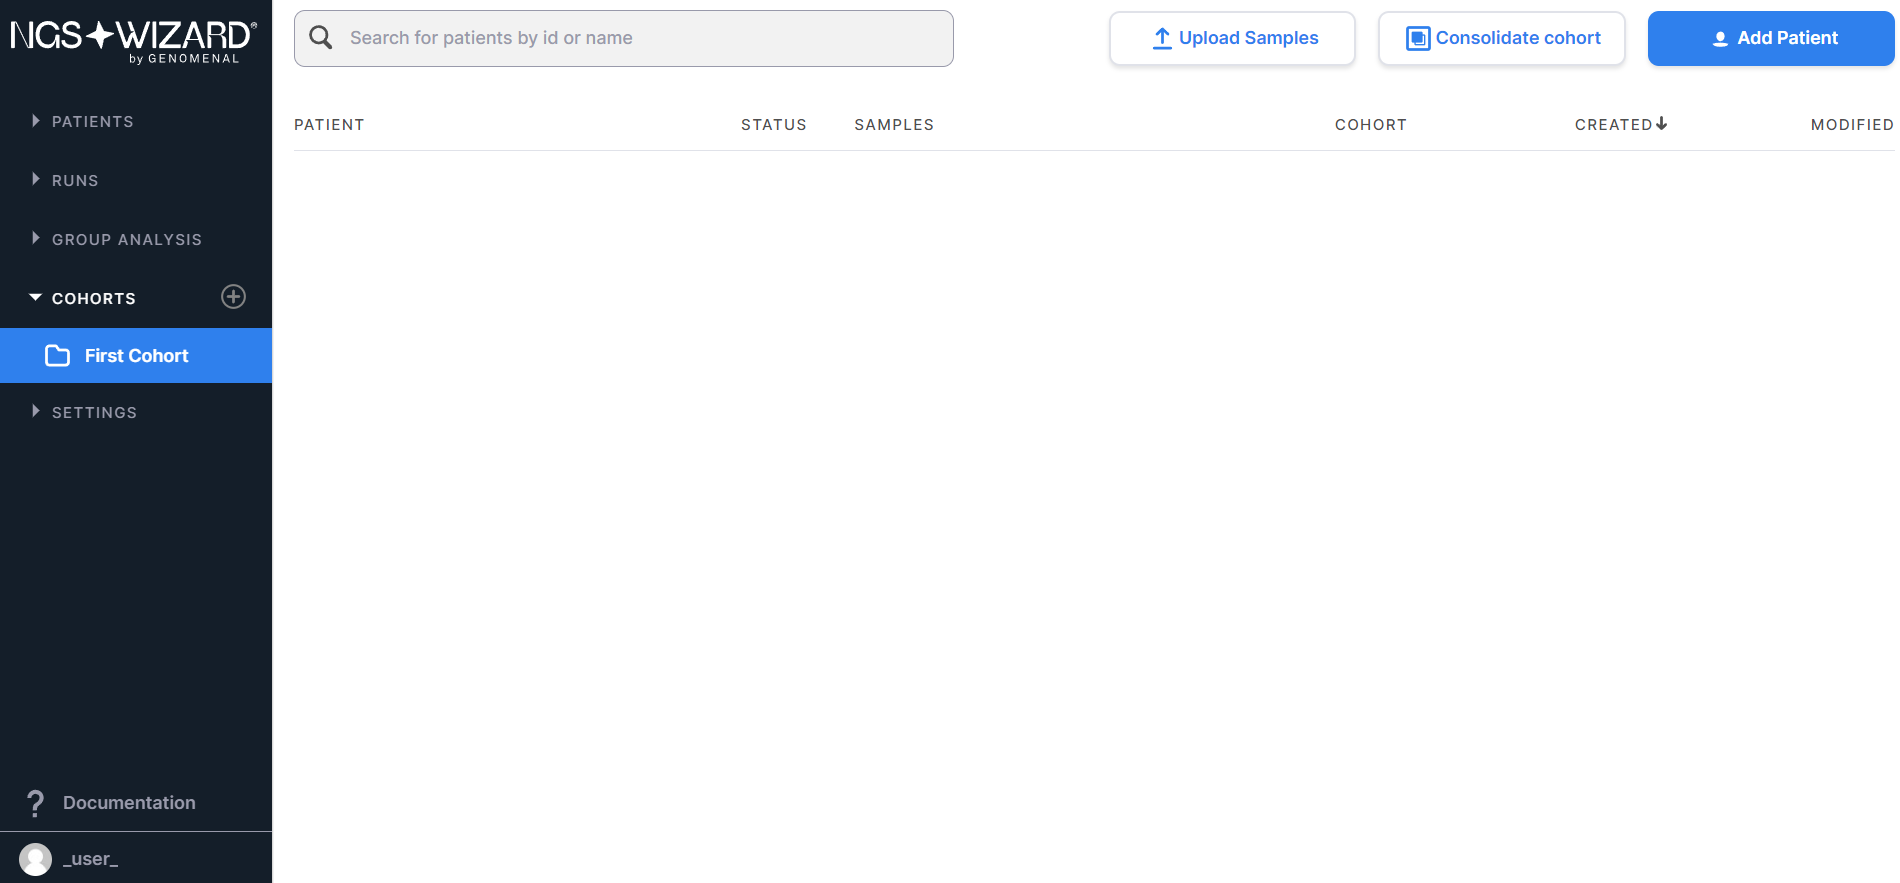 NGS WIZARD®
by GENOMENAL
PATIENTS
RUNS
GROUP ANALYSIS
COHORTS
First Cohort
SETTINGS
Documentation
_user_
Search for patients by id or name
Upload Samples
Consolidate cohort
Add Patient
PATIENT STATUS SAMPLES COHORT CREATED MODIFIED